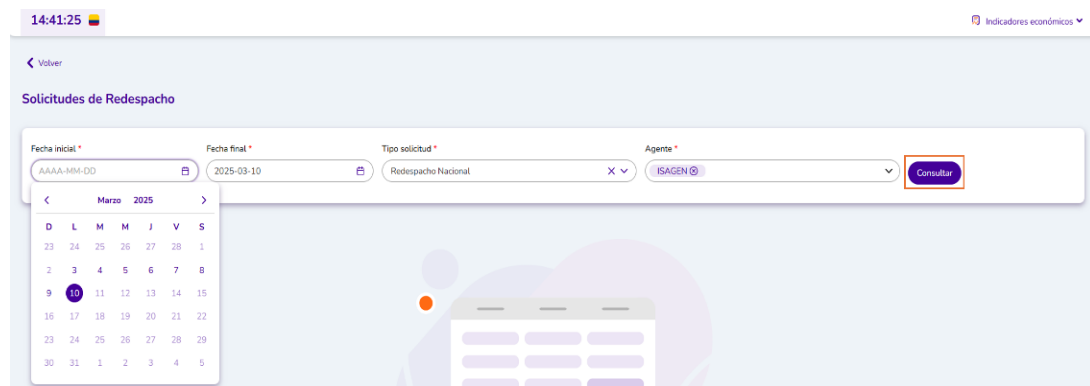 14:41:25
Indicadores económicos
Volver
Solicitudes de Redespacho
Fecha inicial * Fecha final * Tipo solicitud * Agente *
AAAA-MM-DD 2025-03-10 Redespacho Nacional ISAGEN Consultar
Marzo 2025
D L M M J V S
23 24 25 26 27 28 1
2 3 4 5 6 7 8
9 10 11 12 13 14 15
16 17 18 19 20 21 22
23 24 25 26 27 28 29
30 31 1 2 3 4 5